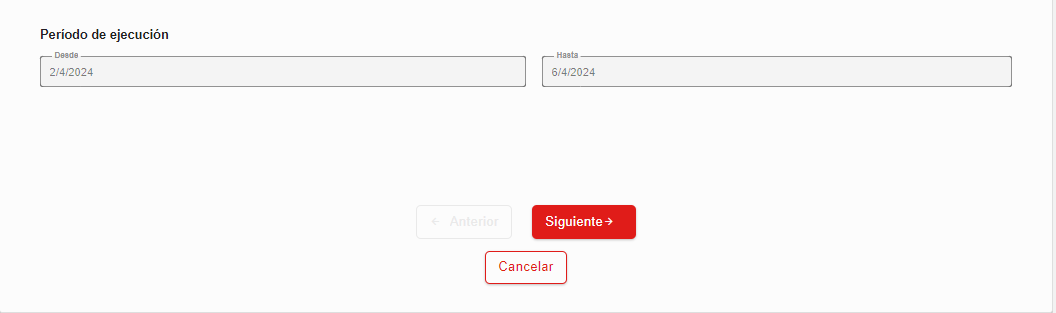 Período de ejecución
Desde
Hasta
2/4/2024
6/4/2024
← Anterior
Siguiente→
Cancelar